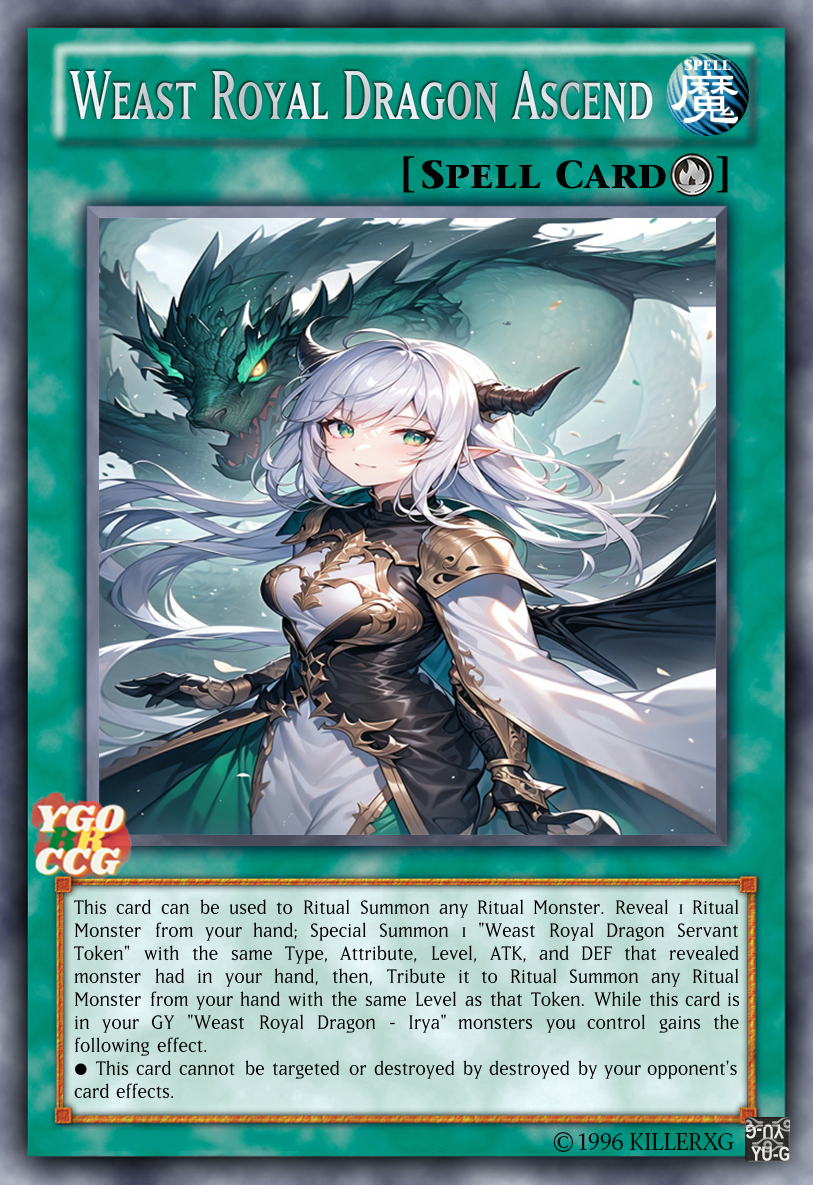 WEAST ROYAL DRAGON ASCEND
SPELL
魔
[SPELL CARD]
YGO
RR
CCG
This card can be used to Ritual Summon any Ritual Monster. Reveal 1 Ritual
Monster from your hand; Special Summon 1 "Weast Royal Dragon Servant
Token" with the same Type, Attribute, Level, ATK, and DEF that revealed
monster had in your hand, then, Tribute it to Ritual Summon any Ritual
Monster from your hand with the same Level as that Token. While this card is
in your GY "Weast Royal Dragon - Irya" monsters you control gains the
following effect.
● This card cannot be targeted or destroyed by destroyed by your opponent's
card effects.
© 1996 KILLERXG
YU-G
YU-G